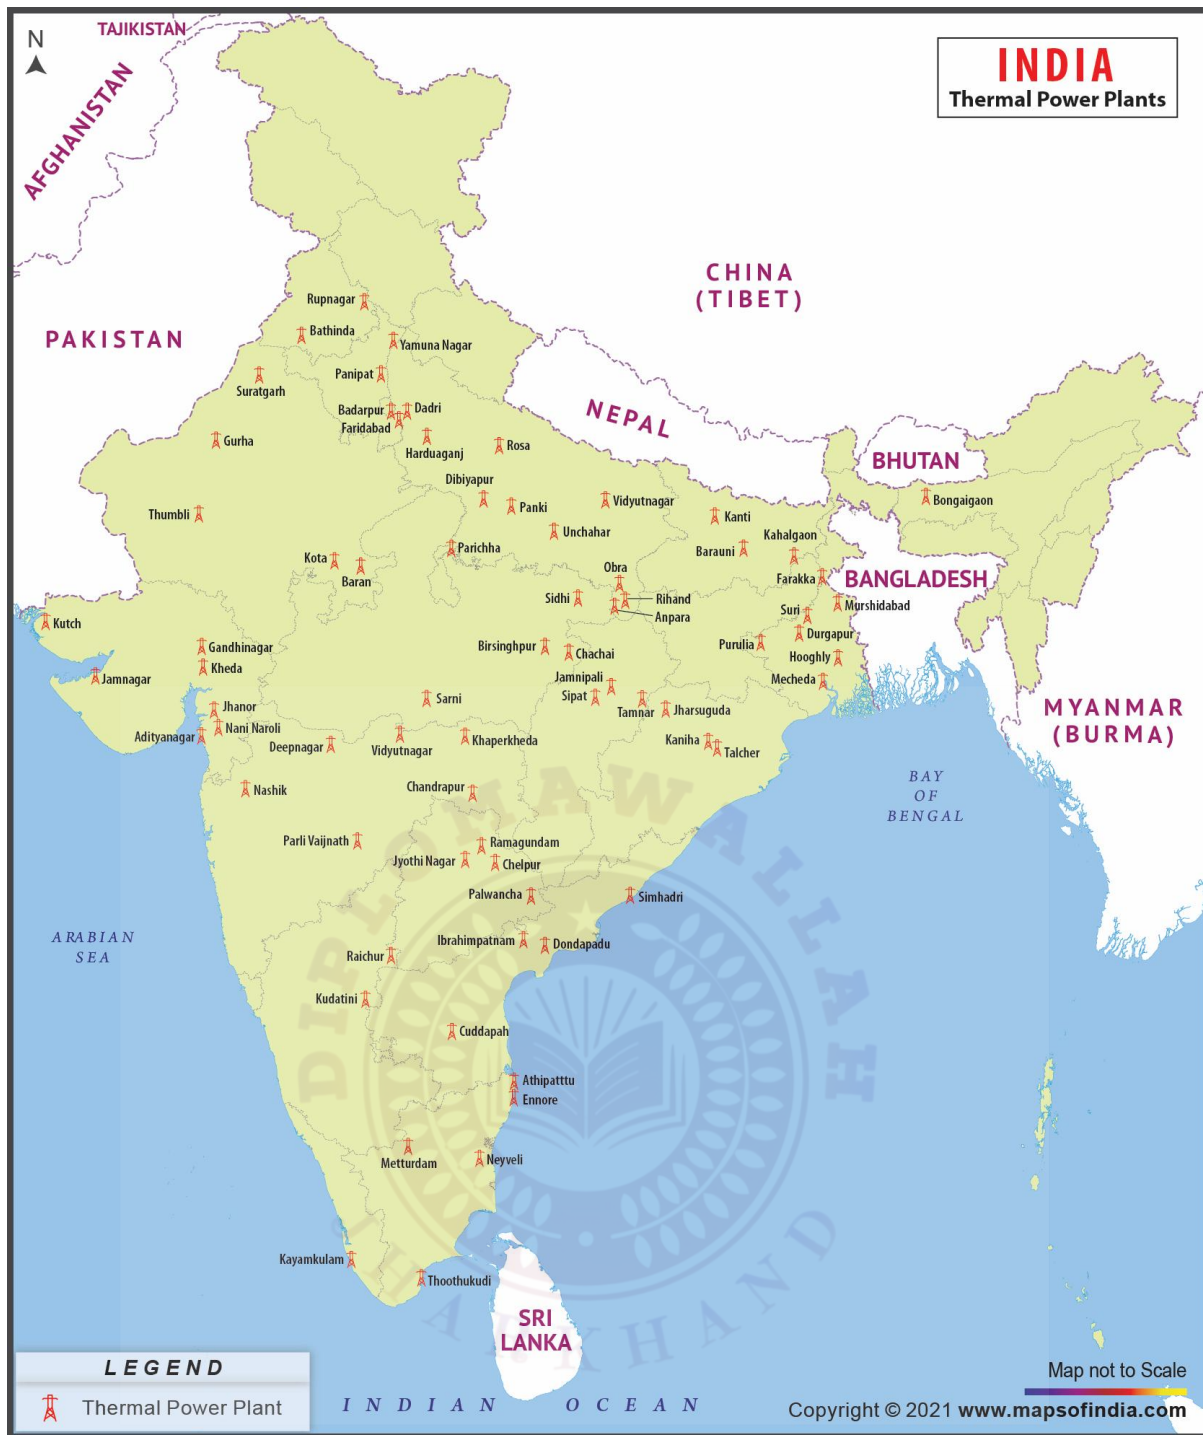 TAJIKISTAN
N
AFGHANISTAN
INDIA
Thermal Power Plants
CHINA
(TIBET)
PAKISTAN
NEPAL
BHUTAN
BANGLADESH
MYANMAR
(BURMA)
Rupnagar
Bathinda
Yamuna Nagar
Panipat
Suratgarh
Badarpur
Dadri
Faridabad
Gurha
Harduaganj
Rosa
Dibiyapur
Panki
Vidyutnagar
Bongaigaon
Thumbli
Kanti
Unchahar
Kahalgaon
Parichha
Barauni
Kota
Baran
Obra
Farakka
Sidhi
Rihand
Anpara
Suri
Murshidabad
Kutch
Durgapur
Gandhinagar
Birsinghpur
Purulia
Chachai
Hooghly
Kheda
Jamnagar
Jamnipali
Mecheda
Sipat
Sarni
Jhanor
Tamnar
Jharsuguda
Nani Naroli
Adityanagar
Deepnagar
Vidyutnagar
Khaperkheda
Kaniha
Talcher
Nashik
Chandrapur
BAY
OF
BENGAL
Parli Vaijnath
Ramagundam
Jyothi Nagar
Chelpur
Palwancha
Simhadri
ARABIAN
SEA
Ibrahimpatnam
Dondapadu
Raichur
Kudatini
Cuddapah
Athipatttu
Ennore
Metturdam
Neyveli
Kayamkulam
Thoothukudi
DIPLOMAWALLAH
JHARKHAND
SRI
LANKA
LEGEND
Thermal Power Plant
INDIAN OCEAN
Map not to Scale
Copyright © 2021 www.mapsofindia.com